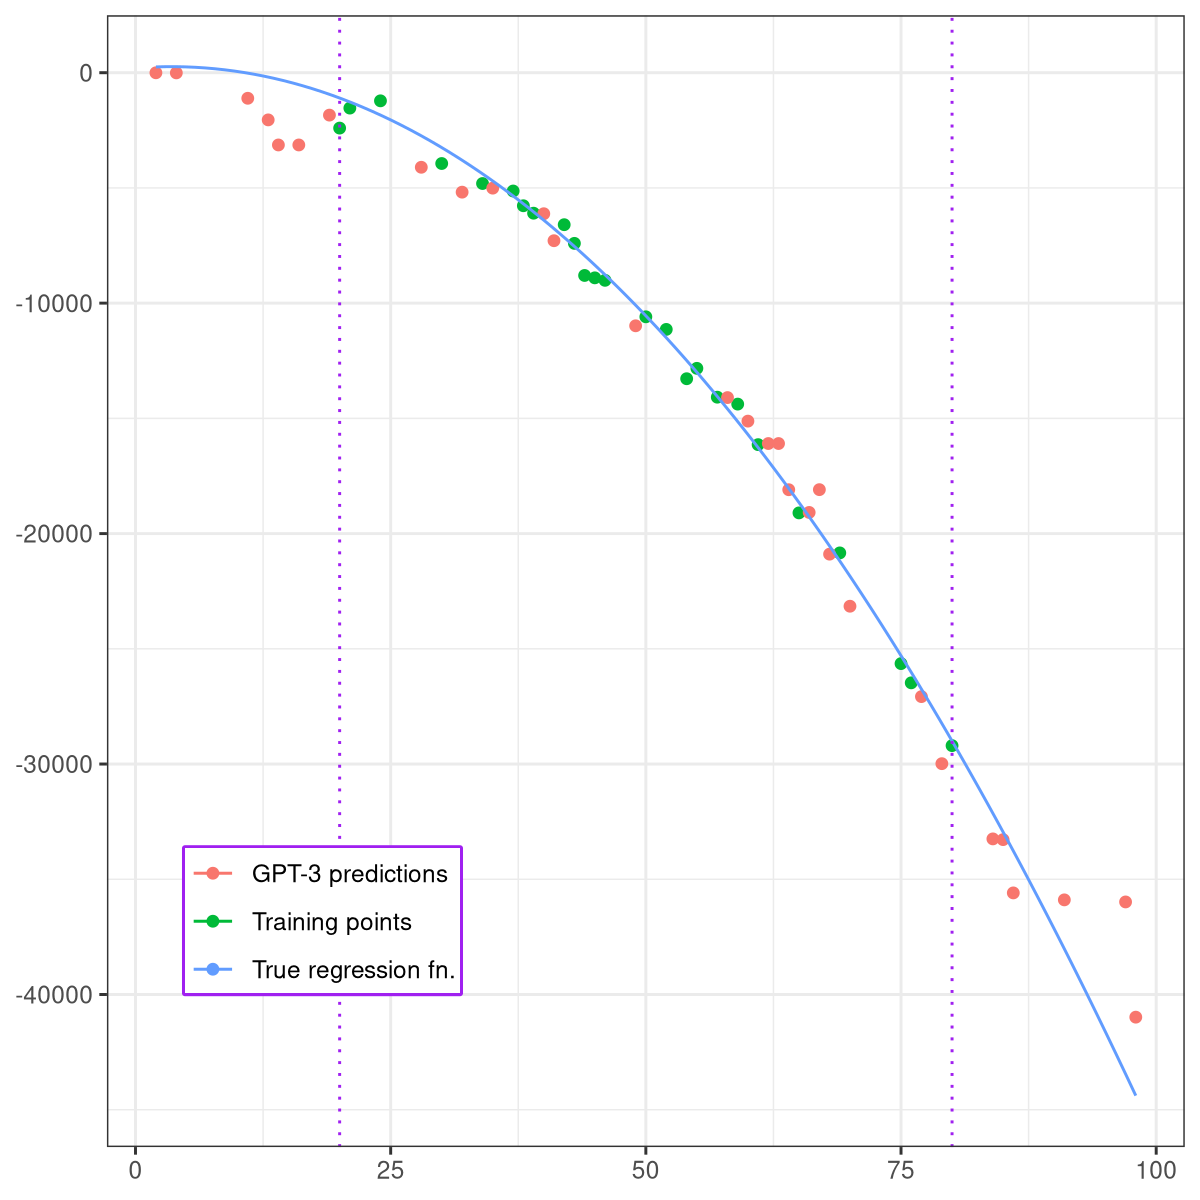 0
-10000
-20000
-30000
-40000
GPT-3 predictions
Training points
True regression fn.
0 25 50 75 100